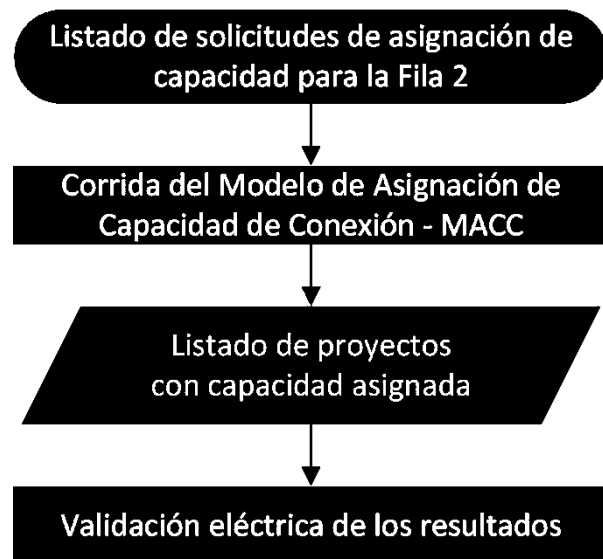 Listado de solicitudes de asignación de
capacidad para la Fila 2
Corrida del Modelo de Asignación de
Capacidad de Conexión - MACC
Listado de proyectos
con capacidad asignada
Validación eléctrica de los resultados